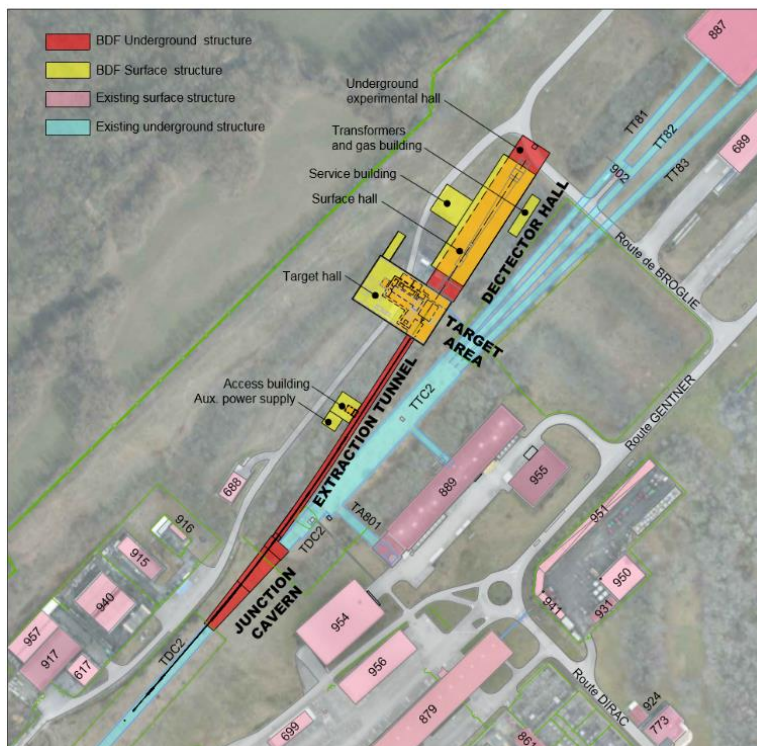 BDF Underground structure
BDF Surface structure
Existing surface structure
Existing underground structure
887
Underground
experimental hall
TT81
TT82
TT83
Transformers
and gas building
689
902
Service building
Surface hall
DECTECTOR HALL
Route de BROGLIE
Target hall
TARGET
AREA
EXTRACTION TUNNEL
TTC2
Access building
Aux. power supply
Route GENTNER
889
955
688
951
TA801
916
TDC2
915
950
940
JUNCTION
CAVERN
954
941
931
957
917
617
TDC2
956
Route DIRAC
879
699
924
773
861